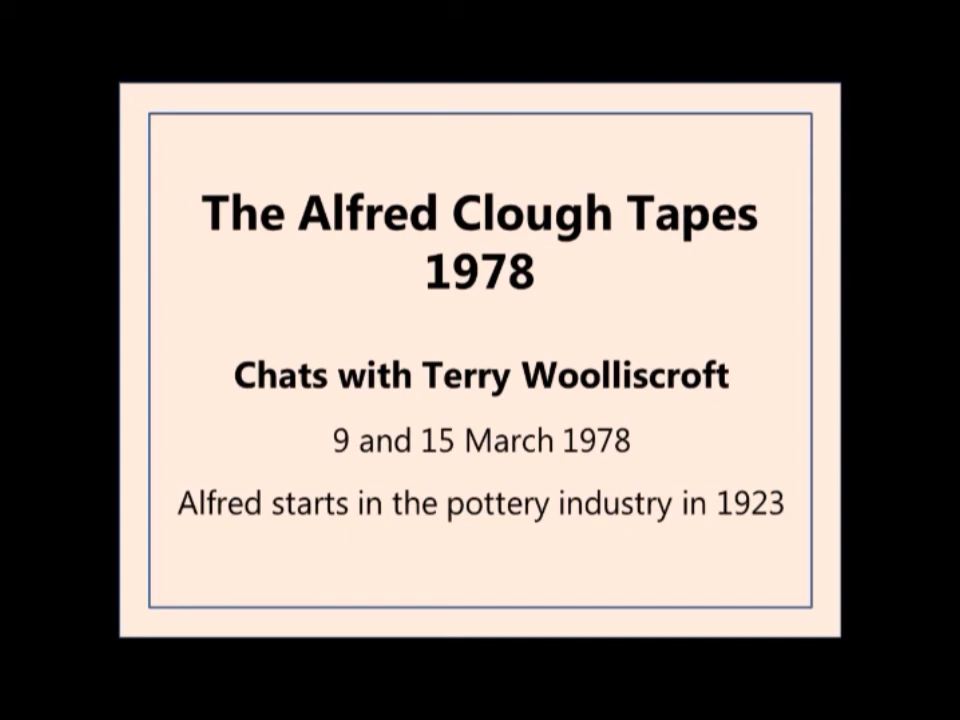 The Alfred Clough Tapes
1978
Chats with Terry Woolliscroft
9 and 15 March 1978
Alfred starts in the pottery industry in 1923